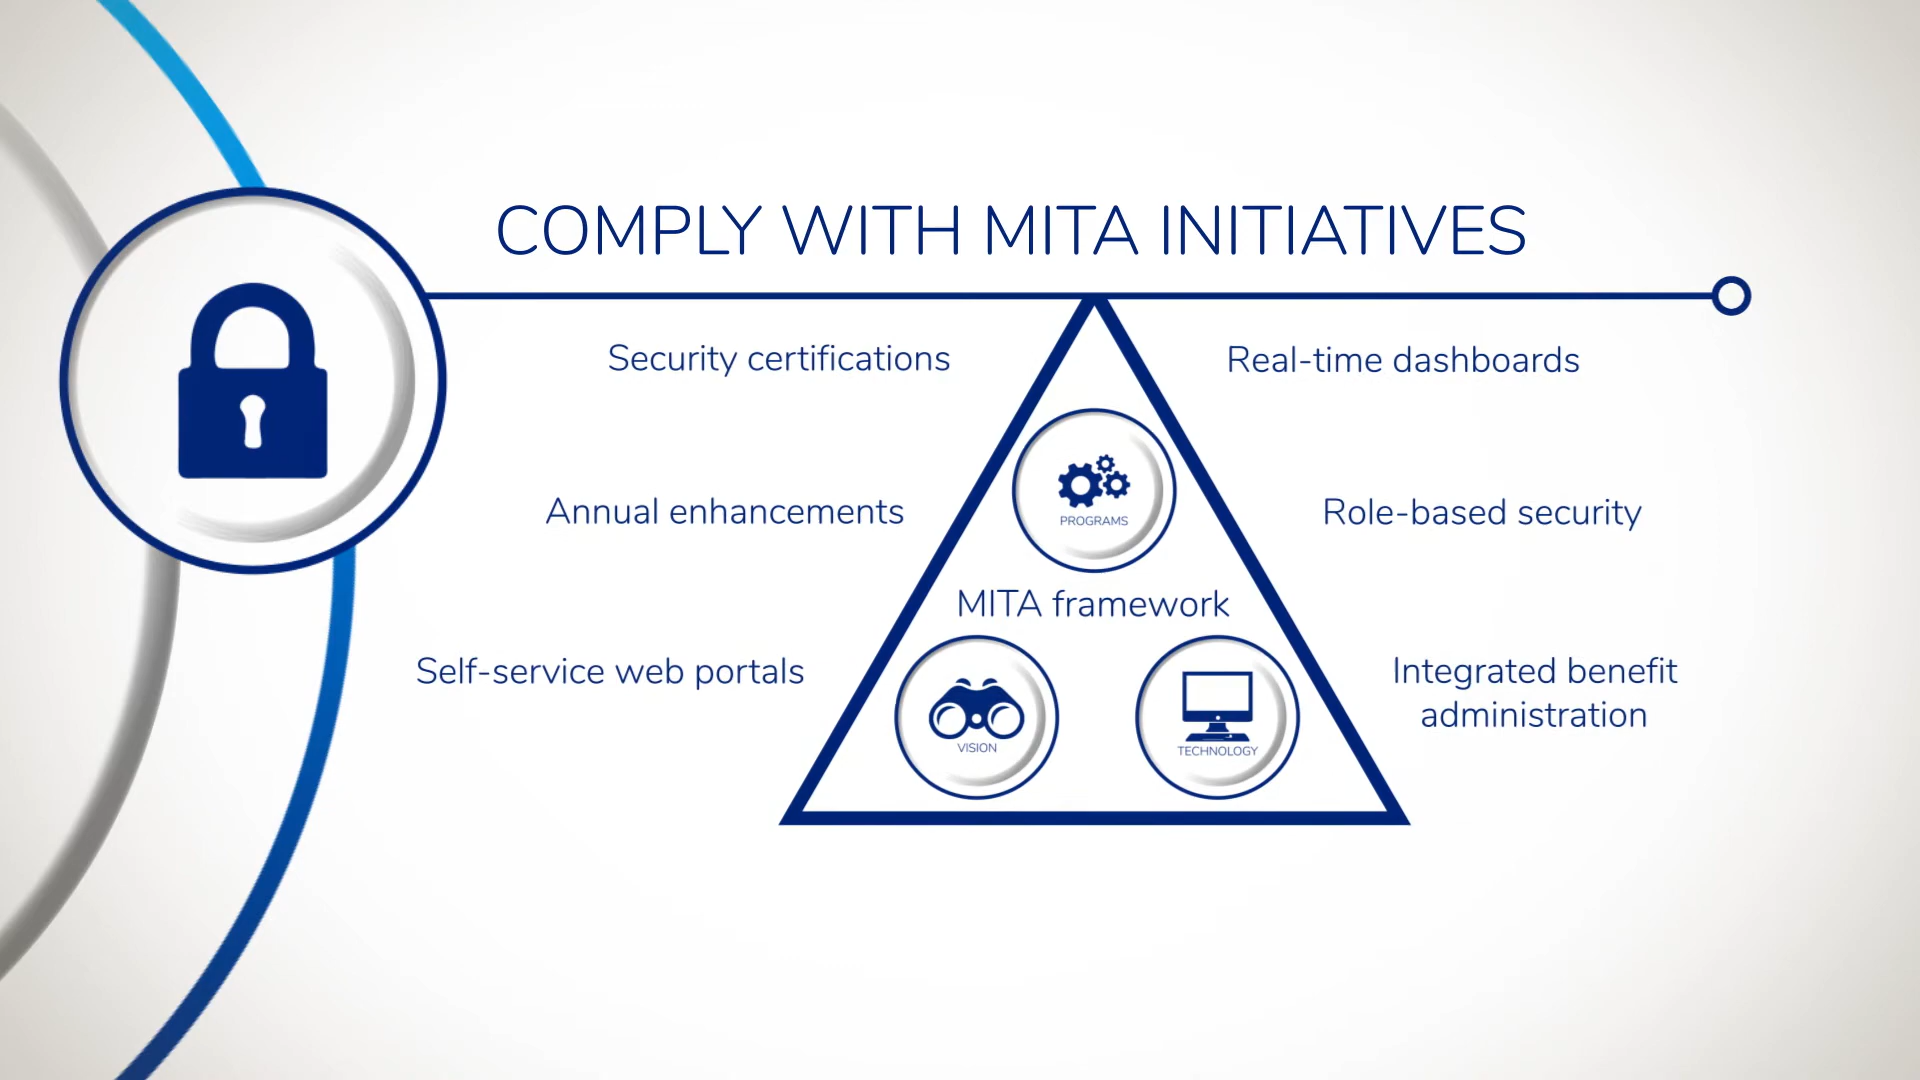 COMPLY WITH MITA INITIATIVES
Security certifications
Real-time dashboards
Annual enhancements
PROGRAMS
Role-based security
MITA framework
Self-service web portals
VISION
TECHNOLOGY
Integrated benefit
administration